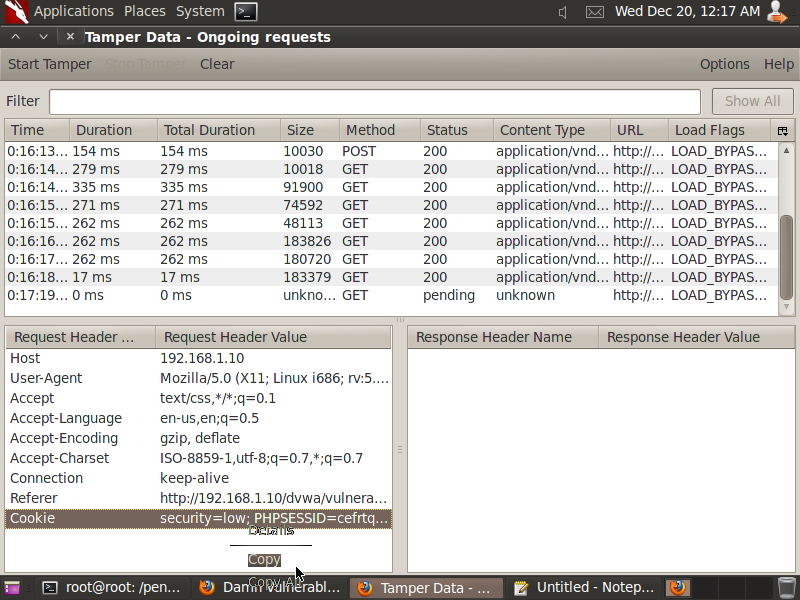 Applications Places System Wed Dec 20, 12:17 AM
Tamper Data - Ongoing requests
Start Tamper Stop Tamper Clear Options Help
Filter Show All
Time Duration Total Duration Size Method Status Content Type URL Load Flags
0:16:13... 154 ms 154 ms 10030 POST 200 application/vnd... http://... LOAD_BYPAS...
0:16:14... 279 ms 279 ms 10018 GET 200 application/vnd... http://... LOAD_BYPAS...
0:16:14... 335 ms 335 ms 91900 GET 200 application/vnd... http://... LOAD_BYPAS...
0:16:15... 271 ms 271 ms 74592 GET 200 application/vnd... http://... LOAD_BYPAS...
0:16:15... 262 ms 262 ms 48113 GET 200 application/vnd... http://... LOAD_BYPAS...
0:16:16... 262 ms 262 ms 183826 GET 200 application/vnd... http://... LOAD_BYPAS...
0:16:17... 262 ms 262 ms 180720 GET 200 application/vnd... http://... LOAD_BYPAS...
0:16:18... 17 ms 17 ms 183379 GET 200 application/vnd... http://... LOAD_BYPAS...
0:17:19... 0 ms 0 ms unkno... GET pending unknown http://... LOAD_BYPAS...
Request Header ... Request Header Value Response Header Name Response Header Value
Host 192.168.1.10
User-Agent Mozilla/5.0 (X11; Linux i686; rv:5....
Accept text/css,*/*;q=0.1
Accept-Language en-us,en;q=0.5
Accept-Encoding gzip, deflate
Accept-Charset ISO-8859-1,utf-8;q=0.7,*;q=0.7
Connection keep-alive
Referer http://192.168.1.10/dvwa/vulnera...
Cookie security=low; PHPSESSID=cefrtq...
Details
Copy
Copy All
root@root: /pen... Damn Vulnerabl... Tamper Data - ... Untitled - Notep...